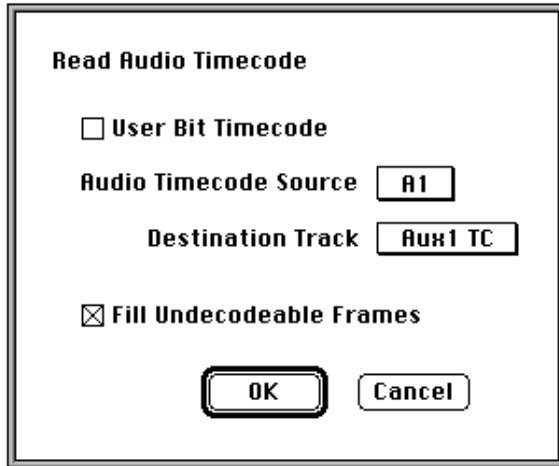 Read Audio Timecode
User Bit Timecode
Audio Timecode Source A1
Destination Track Aux1 TC
Fill Undecodeable Frames
OK Cancel